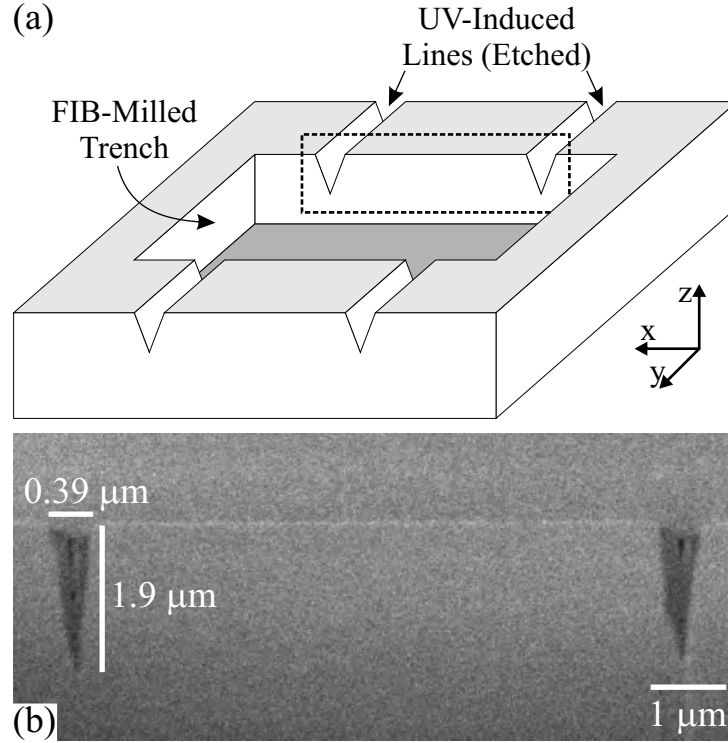 (a)
UV-Induced
Lines (Etched)
FIB-Milled
Trench
z
x
y
0.39 μm
1.9 μm
1 μm
(b)